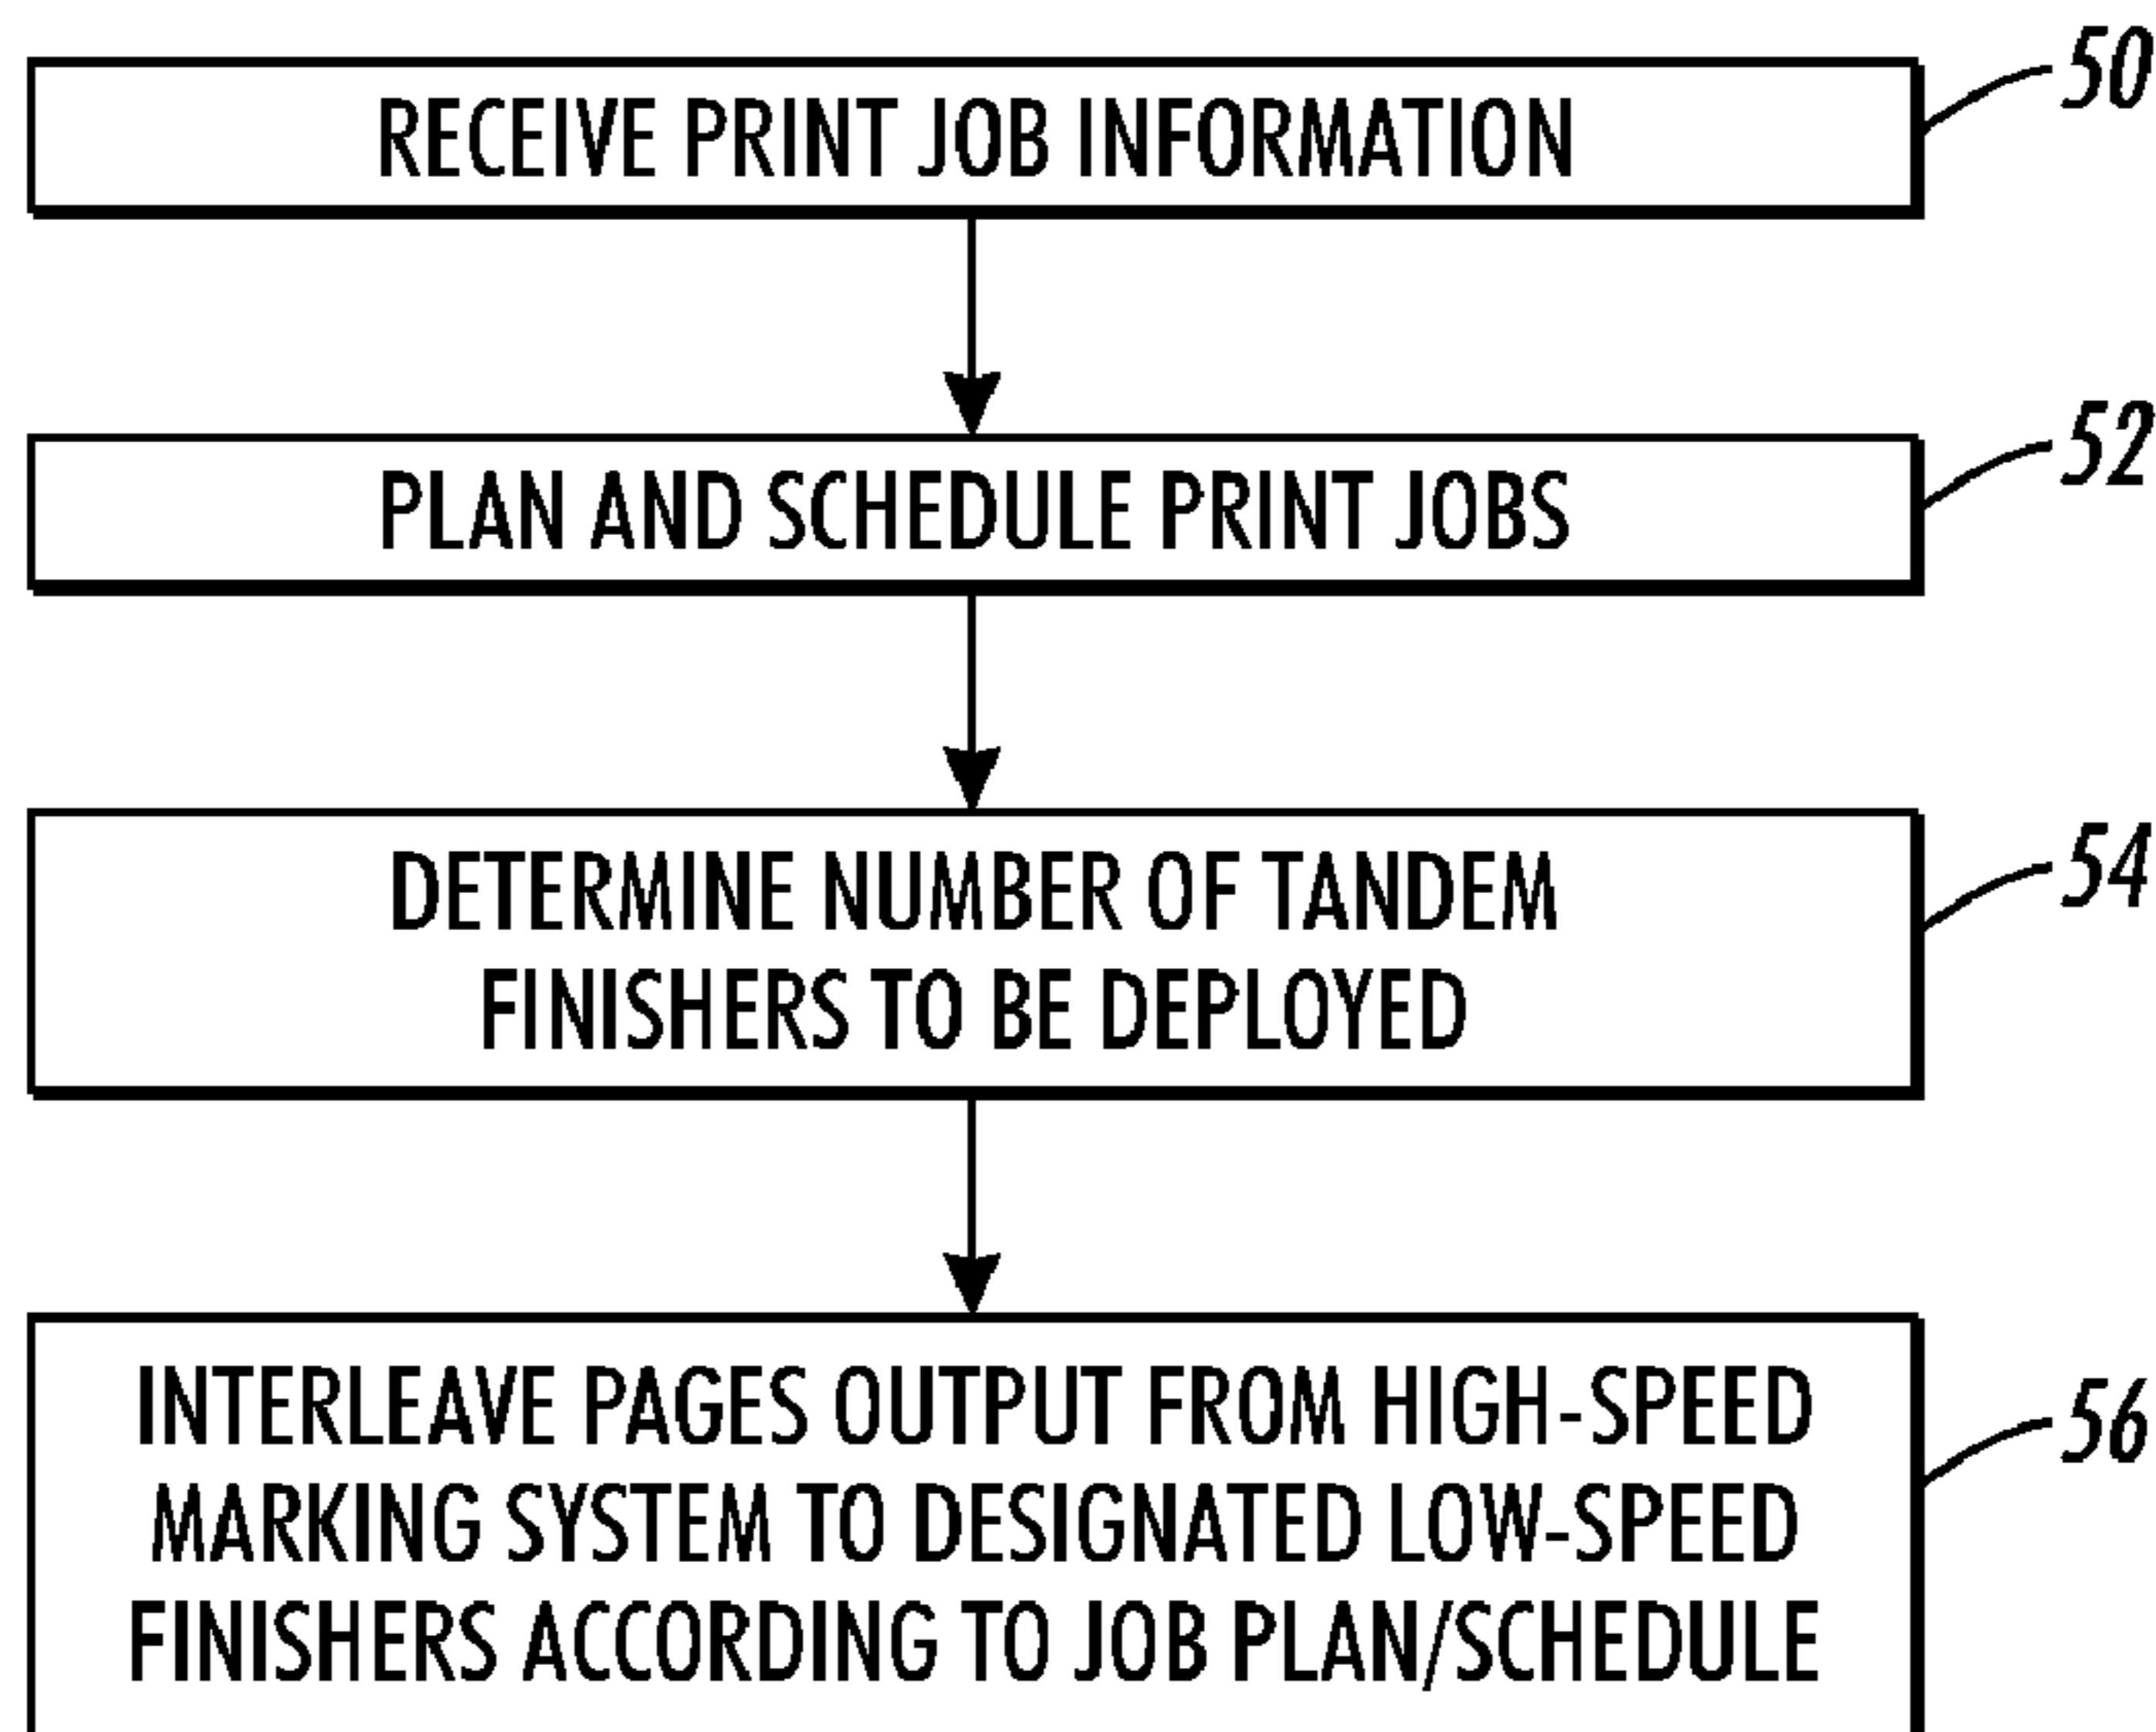 50
RECEIVE PRINT JOB INFORMATION
52
PLAN AND SCHEDULE PRINT JOBS
54
DETERMINE NUMBER OF TANDEM
FINISHERS TO BE DEPLOYED
56
INTERLEAVE PAGES OUTPUT FROM HIGH-SPEED
MARKING SYSTEM TO DESIGNATED LOW-SPEED
FINISHERS ACCORDING TO JOB PLAN/SCHEDULE